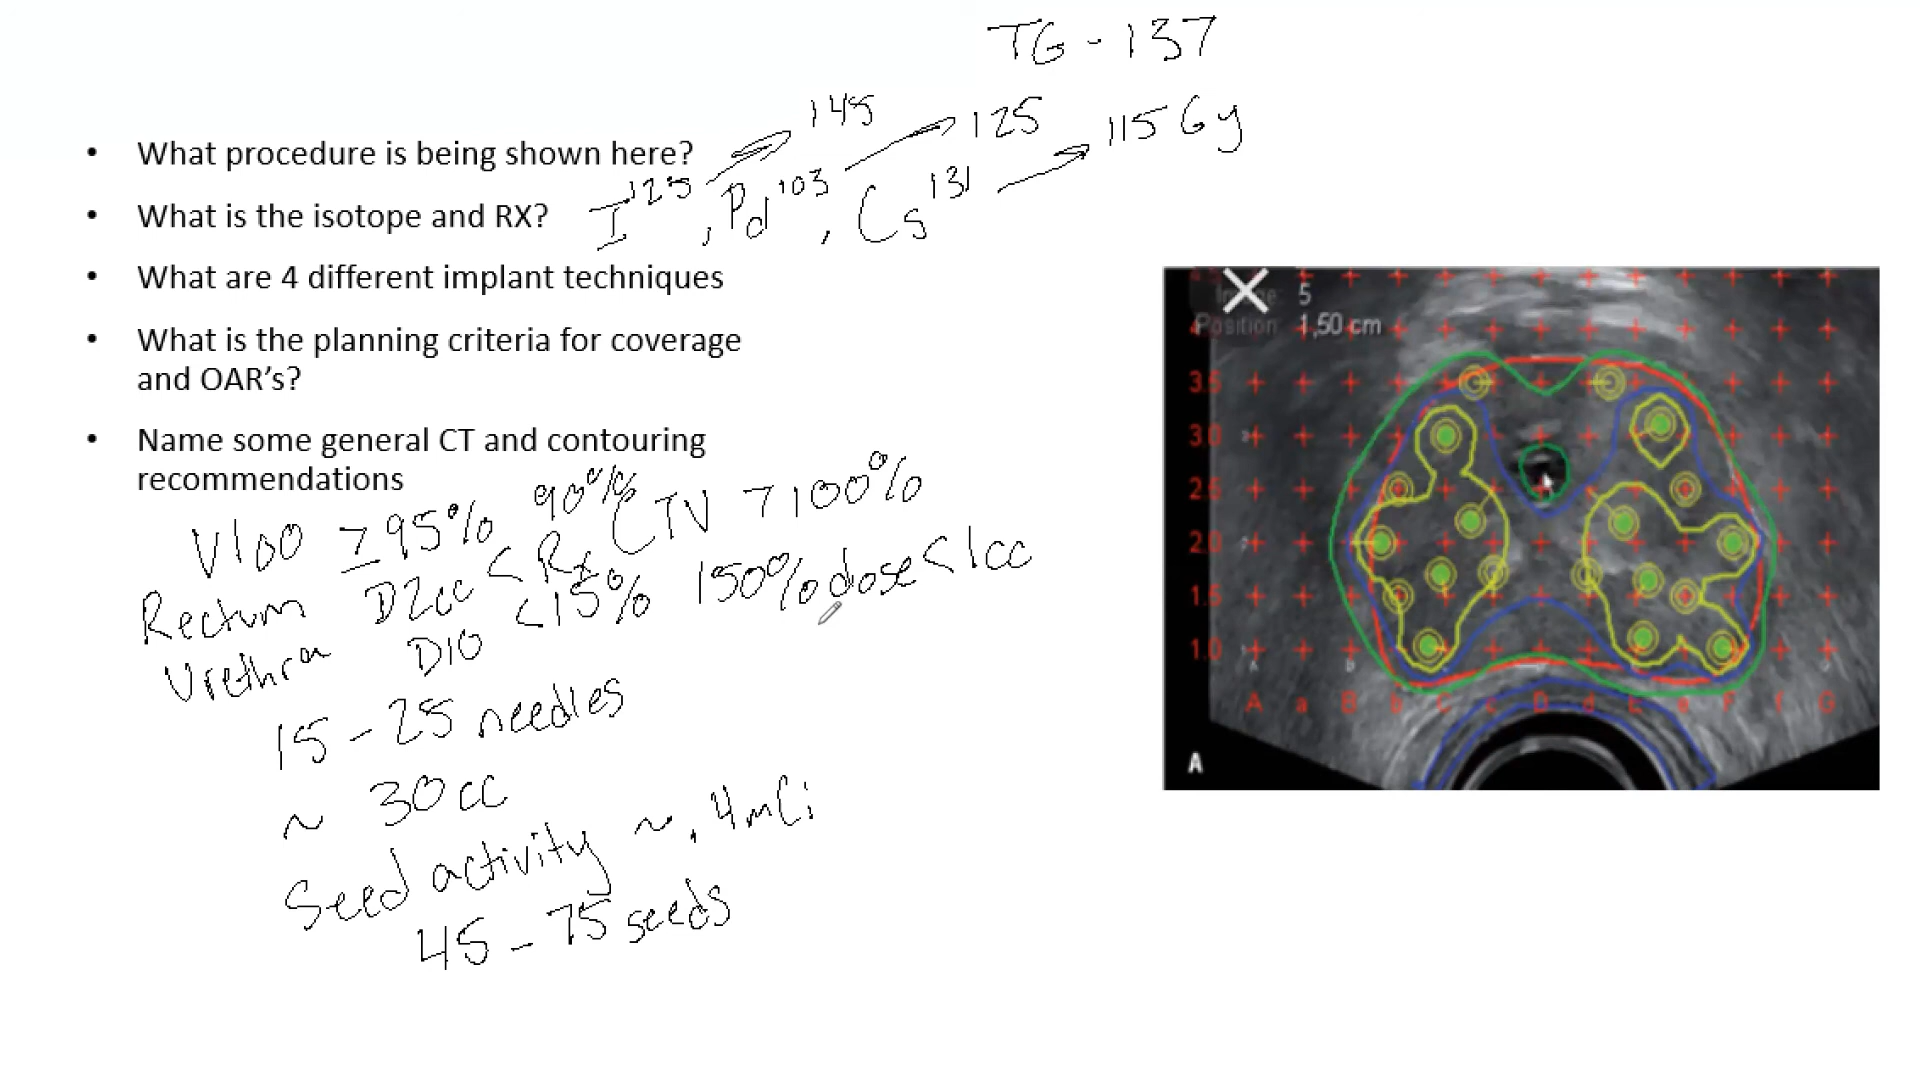 TG - 137
145
125
115 Gy
• What procedure is being shown here?
I125, Pd103, Cs131
• What is the isotope and RX?
• What are 4 different implant techniques
• What is the planning criteria for coverage
and OAR's?
• Name some general CT and contouring
recommendations
V100 ≥ 95% 90% CTV > 100%
Rectum D2cc < Rx 150% dose < 1cc
Urethra D10 < 15%
15 - 25 needles
~ 30 cc
Seed activity ~ .4 mCi
45 - 75 seeds
5
Position: 1,50 cm
3.5
3.0
2.5
2.0
1.5
1.0
A a B b C c D d E e F f G
A